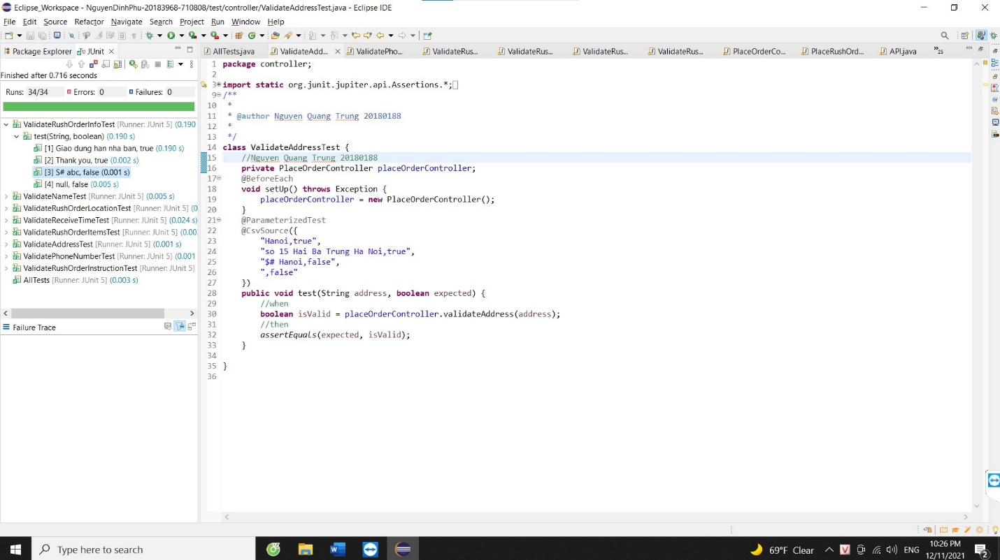 Eclipse_Workspace - NguyenDinhPhu-20183968-710808/test/controller/ValidateAddressTest.java - Eclipse IDE
File Edit Source Refactor Navigate Search Project Run Window Help
Package Explorer JUnit
Finished after 0.716 seconds
Runs: 34/34 Errors: 0 Failures: 0
ValidateRushOrderInfoTest [Runner: JUnit 5] (0.190
test(String, boolean) (0.190 s)
[1] Giao dung han nha ban, true (0.190 s)
[2] Thank you, true (0.002 s)
[3] S# abc, false (0.001 s)
[4] null, false (0.005 s)
ValidateNameTest [Runner: JUnit 5] (0.005 s)
ValidateRushOrderLocationTest [Runner: JUnit 5] (0
ValidateReceiveTimeTest [Runner: JUnit 5] (0.024 s)
ValidateRushOrderItemsTest [Runner: JUnit 5] (0.00
ValidateAddressTest [Runner: JUnit 5] (0.001 s)
ValidatePhoneNumberTest [Runner: JUnit 5] (0.001
ValidateRushOrderInstructionTest [Runner: JUnit 5]
AllTests [Runner: JUnit 5] (0.003 s)
Failure Trace
AllTests.java ValidateAdd... ValidatePho... ValidateRus... ValidateRus... ValidateRus... ValidateRus... PlaceOrderCo... PlaceRushOrd... API.java »25
1 package controller;
2
3 import static org.junit.jupiter.api.Assertions.*;
9 /**
10 *
11 * @author Nguyen Quang Trung 20180188
12 *
13 */
14 class ValidateAddressTest {
15 //Nguyen Quang Trung 20180188
16 private PlaceOrderController placeOrderController;
17 @BeforeEach
18 void setUp() throws Exception {
19 placeOrderController = new PlaceOrderController();
20 }
21 @ParameterizedTest
22 @CsvSource({
23 "Hanoi,true",
24 "so 15 Hai Ba Trung Ha Noi,true",
25 "$# Hanoi,false",
26 ",false"
27 })
28 public void test(String address, boolean expected) {
29 //when
30 boolean isValid = placeOrderController.validateAddress(address);
31 //then
32 assertEquals(expected, isValid);
33 }
34
35 }
36
Type here to search
69°F Clear
ENG
10:26 PM
12/11/2021
2